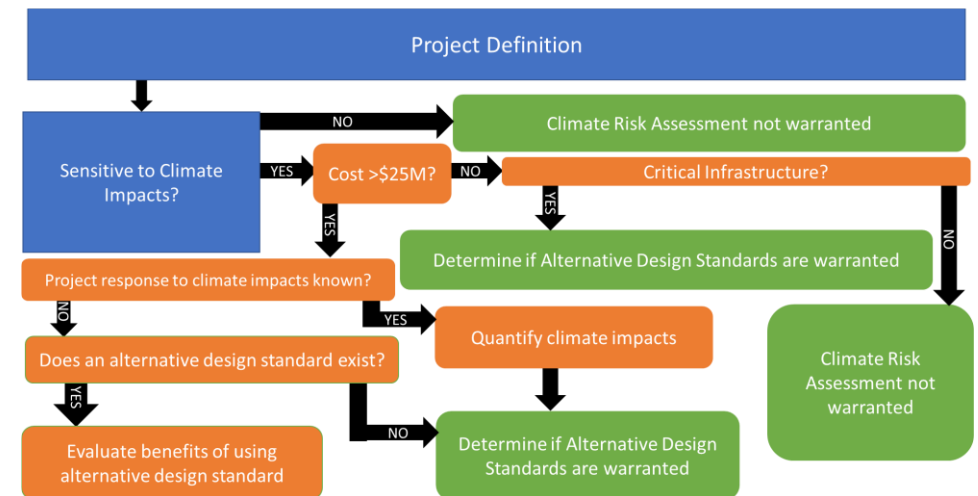 Project Definition
NO
Climate Risk Assessment not warranted
Sensitive to Climate
Impacts?
YES
Cost >$25M?
NO
Critical Infrastructure?
YES
YES
NO
Determine if Alternative Design Standards are warranted
Project response to climate impacts known?
NO
YES
Quantify climate impacts
Climate Risk
Assessment not
warranted
Does an alternative design standard exist?
YES
NO
Evaluate benefits of using
alternative design standard
Determine if Alternative Design
Standards are warranted